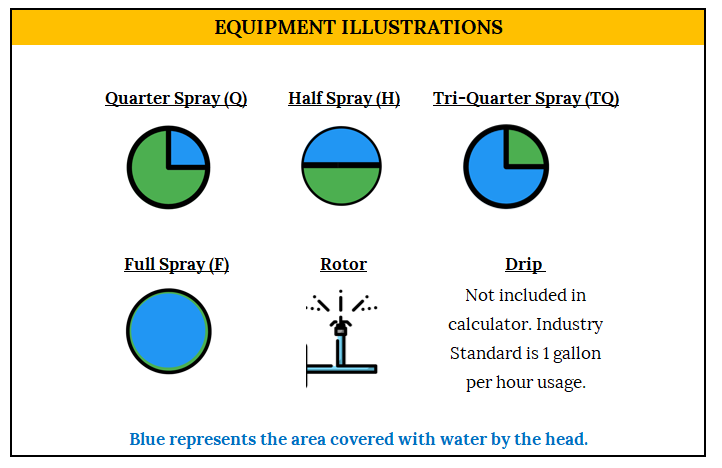 EQUIPMENT ILLUSTRATIONS
Quarter Spray (Q)
Half Spray (H)
Tri-Quarter Spray (TQ)
Full Spray (F)
Rotor
Drip
Not included in
calculator. Industry
Standard is 1 gallon
per hour usage.
Blue represents the area covered with water by the head.